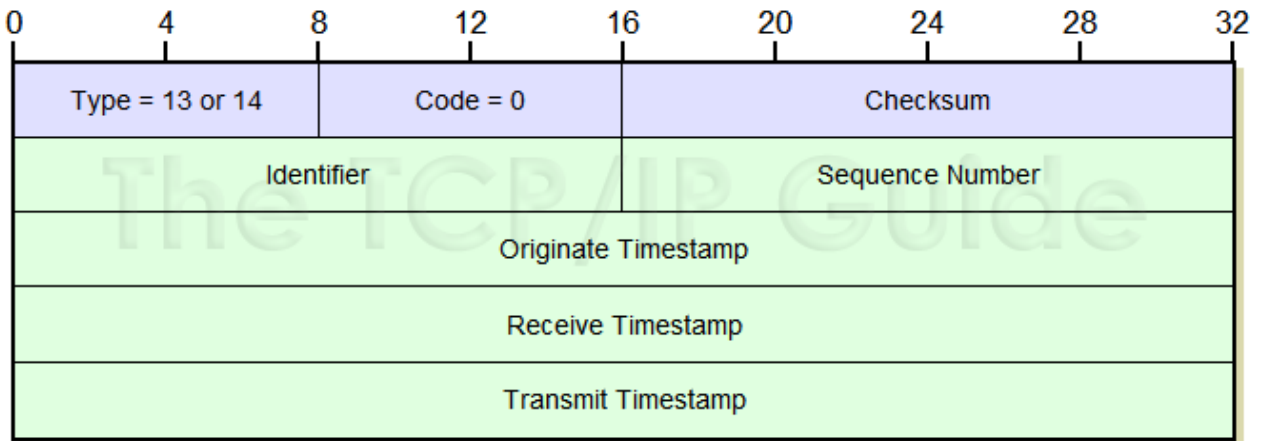 0 4 8 12 16 20 24 28 32
Type = 13 or 14 Code = 0 Checksum
Identifier Sequence Number
The TCP/IP Guide
Originate Timestamp
Receive Timestamp
Transmit Timestamp